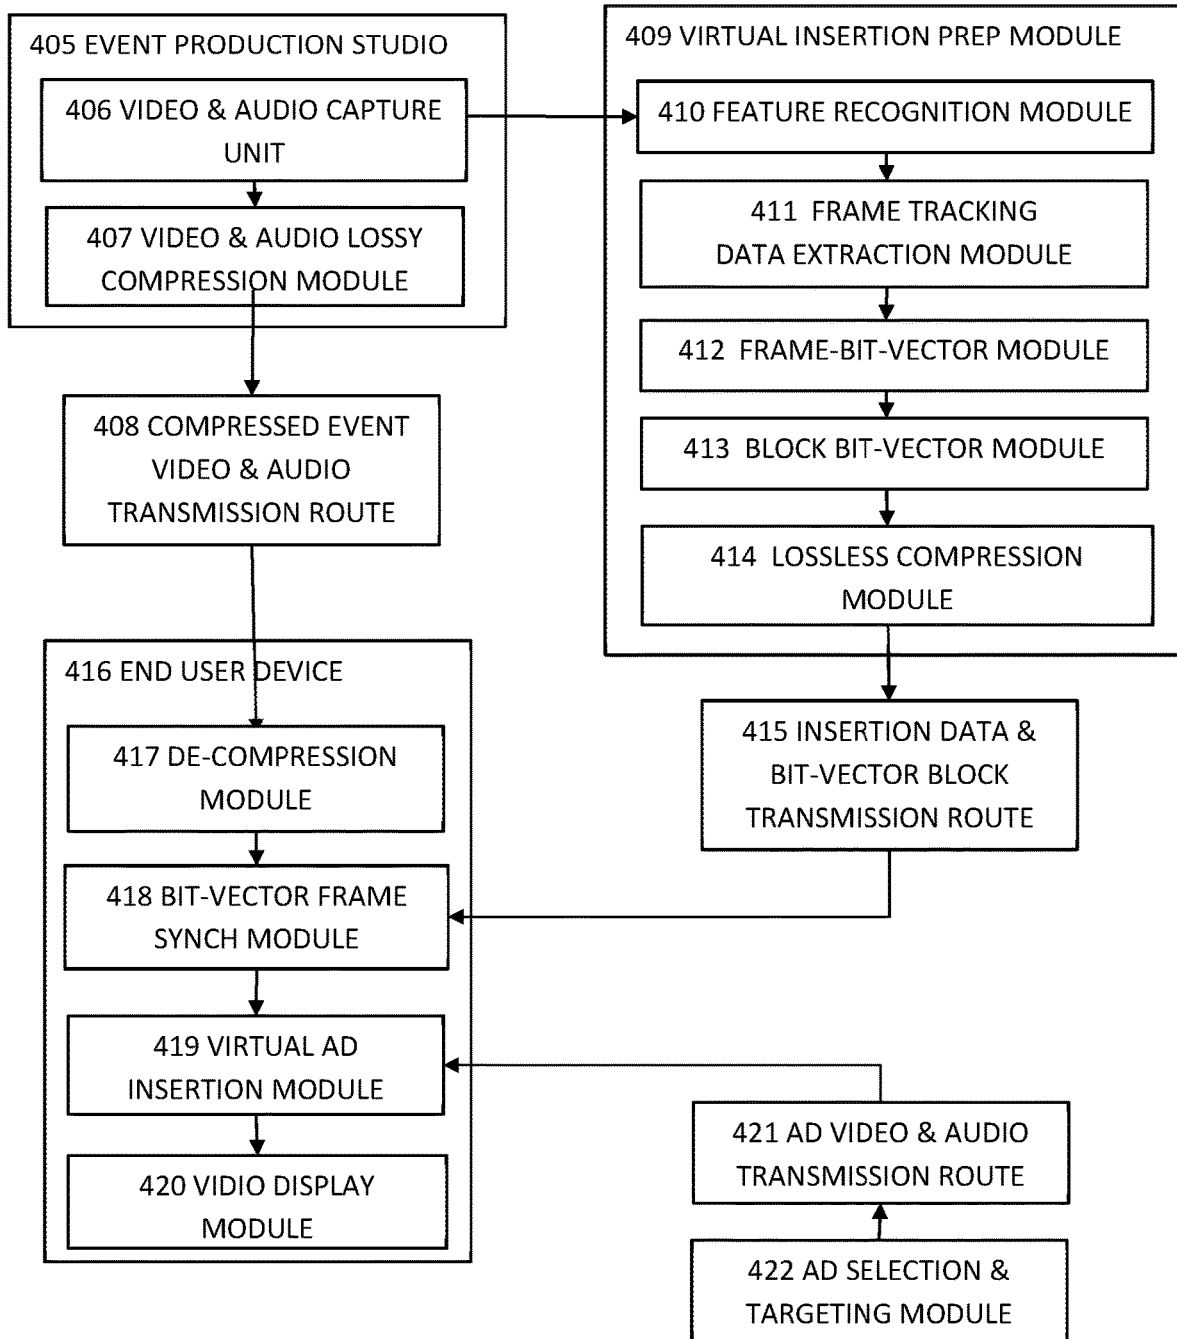 405 EVENT PRODUCTION STUDIO
406 VIDEO & AUDIO CAPTURE
UNIT
407 VIDEO & AUDIO LOSSY
COMPRESSION MODULE
408 COMPRESSED EVENT
VIDEO & AUDIO
TRANSMISSION ROUTE
409 VIRTUAL INSERTION PREP MODULE
410 FEATURE RECOGNITION MODULE
411 FRAME TRACKING
DATA EXTRACTION MODULE
412 FRAME-BIT-VECTOR MODULE
413 BLOCK BIT-VECTOR MODULE
414 LOSSLESS COMPRESSION
MODULE
415 INSERTION DATA &
BIT-VECTOR BLOCK
TRANSMISSION ROUTE
416 END USER DEVICE
417 DE-COMPRESSION
MODULE
418 BIT-VECTOR FRAME
SYNCH MODULE
419 VIRTUAL AD
INSERTION MODULE
420 VIDIO DISPLAY
MODULE
421 AD VIDEO & AUDIO
TRANSMISSION ROUTE
422 AD SELECTION &
TARGETING MODULE